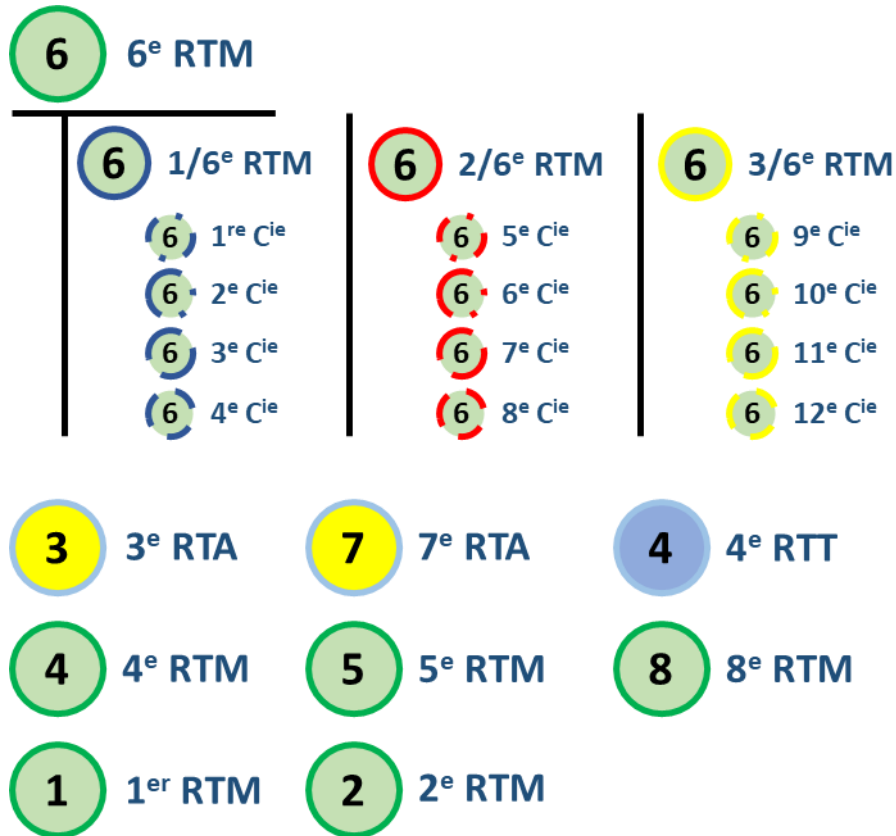 6 6ᵉ RTM
6 1/6ᵉ RTM 6 2/6ᵉ RTM 6 3/6ᵉ RTM
6 1ʳᵉ Cⁱᵉ 6 5ᵉ Cⁱᵉ 6 9ᵉ Cⁱᵉ
6 2ᵉ Cⁱᵉ 6 6ᵉ Cⁱᵉ 6 10ᵉ Cⁱᵉ
6 3ᵉ Cⁱᵉ 6 7ᵉ Cⁱᵉ 6 11ᵉ Cⁱᵉ
6 4ᵉ Cⁱᵉ 6 8ᵉ Cⁱᵉ 6 12ᵉ Cⁱᵉ
3 3ᵉ RTA 7 7ᵉ RTA 4 4ᵉ RTT
4 4ᵉ RTM 5 5ᵉ RTM 8 8ᵉ RTM
1 1ᵉʳ RTM 2 2ᵉ RTM